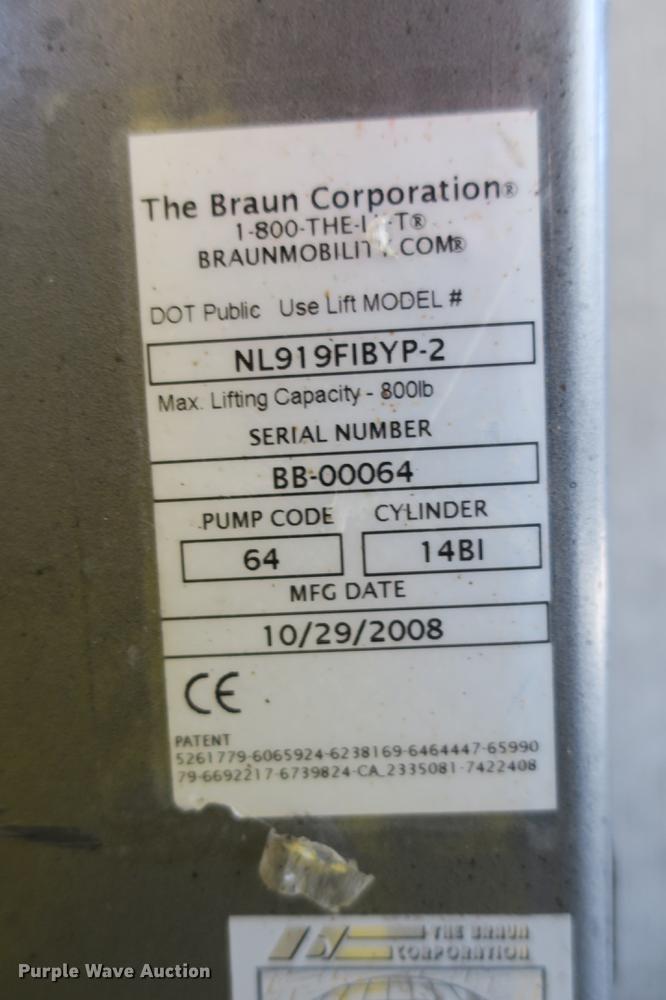 The Braun Corporation®
BRAUNMOBILITY.COM®
DOT Public Use Lift MODEL #
NL919FIBYP-2
Max. Lifting Capacity - 800lb
SERIAL NUMBER
BB-00064
PUMP CODE CYLINDER
64 14BI
MFG DATE
10/29/2008
CE
PATENT
5261779-6065924-6238169-6464447-65990
79-6692217-6739824-CA_2335081-7422408
THE BRAUN
CORPORATION
Purple Wave Auction